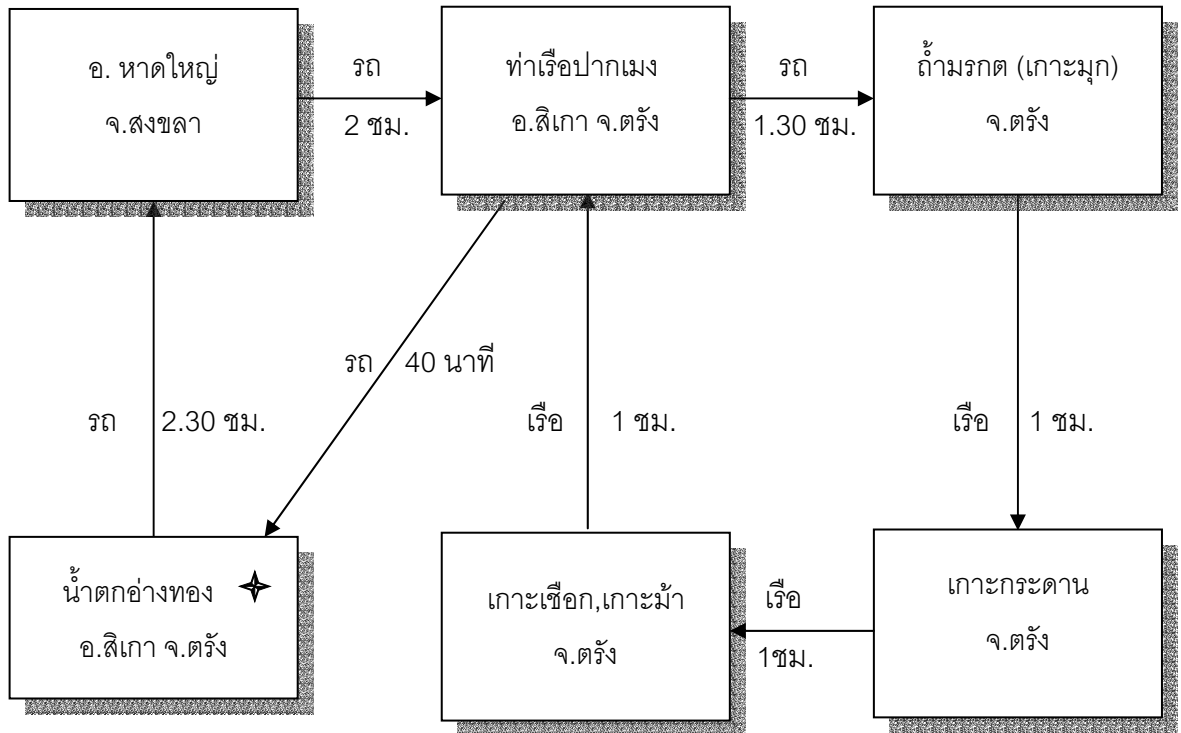 อ. หาดใหญ่
จ.สงขลา
รถ
2 ชม.
ท่าเรือปากเมง
อ.สิเกา จ.ตรัง
รถ
1.30 ชม.
ถ้ำมรกต (เกาะมุก)
จ.ตรัง
รถ 2.30 ชม.
รถ 40 นาที
เรือ 1 ชม.
เรือ 1 ชม.
น้ำตกอ่างทอง
อ.สิเกา จ.ตรัง
เกาะเชือก,เกาะม้า
จ.ตรัง
เรือ
1ชม.
เกาะกระดาน
จ.ตรัง